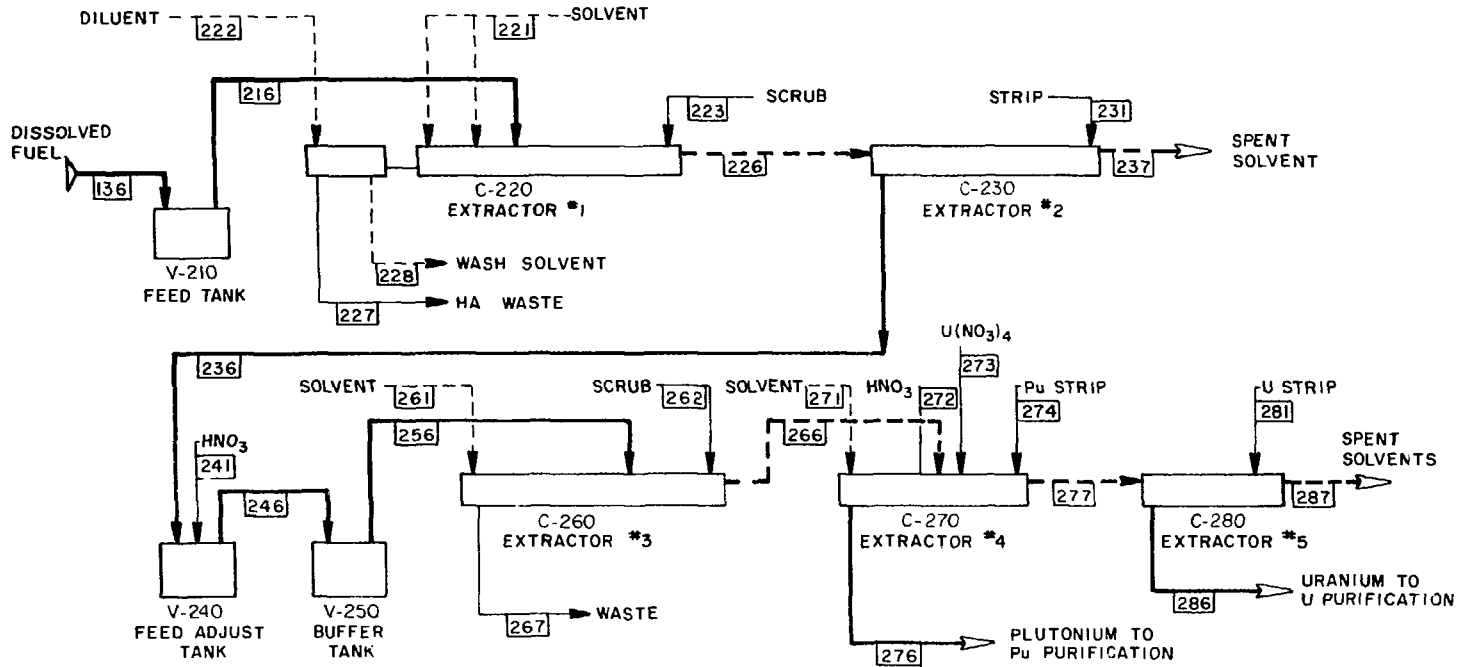 DILUENT
222
221
SOLVENT
216
223
SCRUB
STRIP
231
DISSOLVED
FUEL
136
226
237
SPENT
SOLVENT
C-220
EXTRACTOR #1
C-230
EXTRACTOR #2
V-210
FEED TANK
228
WASH SOLVENT
227
HA WASTE
236
U(NO3)4
273
SOLVENT
261
SCRUB
262
SOLVENT
271
HNO3
272
Pu STRIP
274
U STRIP
281
256
266
HNO3
241
246
277
SPENT
SOLVENTS
287
C-260
EXTRACTOR #3
C-270
EXTRACTOR #4
C-280
EXTRACTOR #5
V-240
FEED ADJUST
TANK
V-250
BUFFER
TANK
267
WASTE
286
URANIUM TO
U PURIFICATION
276
PLUTONIUM TO
Pu PURIFICATION